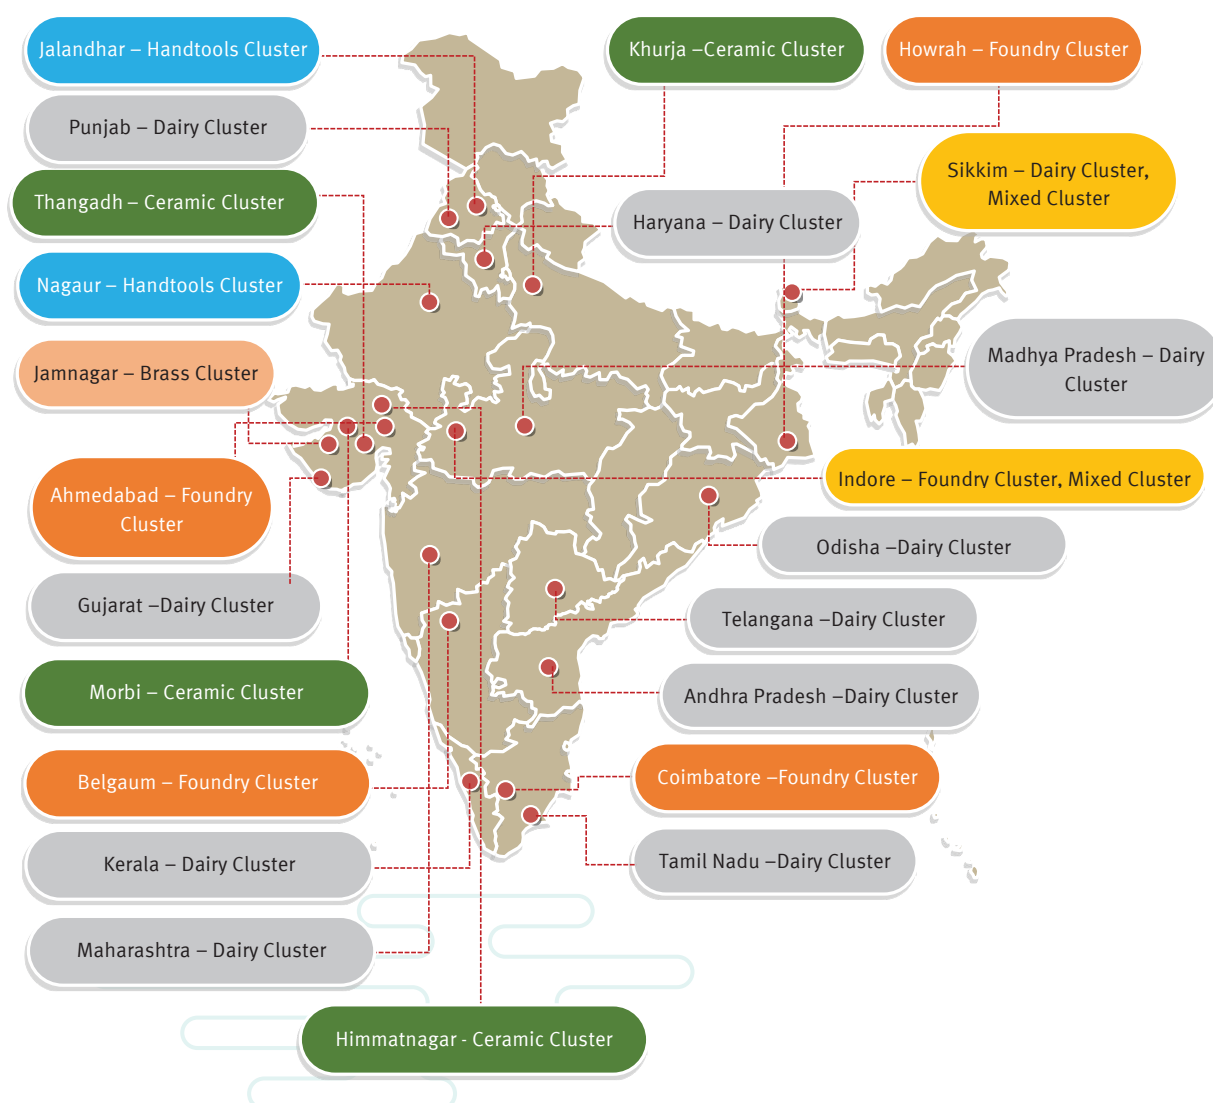 Jalandhar – Handtools Cluster
Khurja –Ceramic Cluster
Howrah – Foundry Cluster
Punjab – Dairy Cluster
Sikkim – Dairy Cluster,
Mixed Cluster
Thangadh – Ceramic Cluster
Haryana – Dairy Cluster
Nagaur – Handtools Cluster
Madhya Pradesh – Dairy
Cluster
Jamnagar – Brass Cluster
Indore – Foundry Cluster, Mixed Cluster
Ahmedabad – Foundry
Cluster
Odisha –Dairy Cluster
Gujarat –Dairy Cluster
Telangana –Dairy Cluster
Morbi – Ceramic Cluster
Andhra Pradesh –Dairy Cluster
Belgaum – Foundry Cluster
Coimbatore –Foundry Cluster
Kerala – Dairy Cluster
Tamil Nadu –Dairy Cluster
Maharashtra – Dairy Cluster
Himmatnagar - Ceramic Cluster